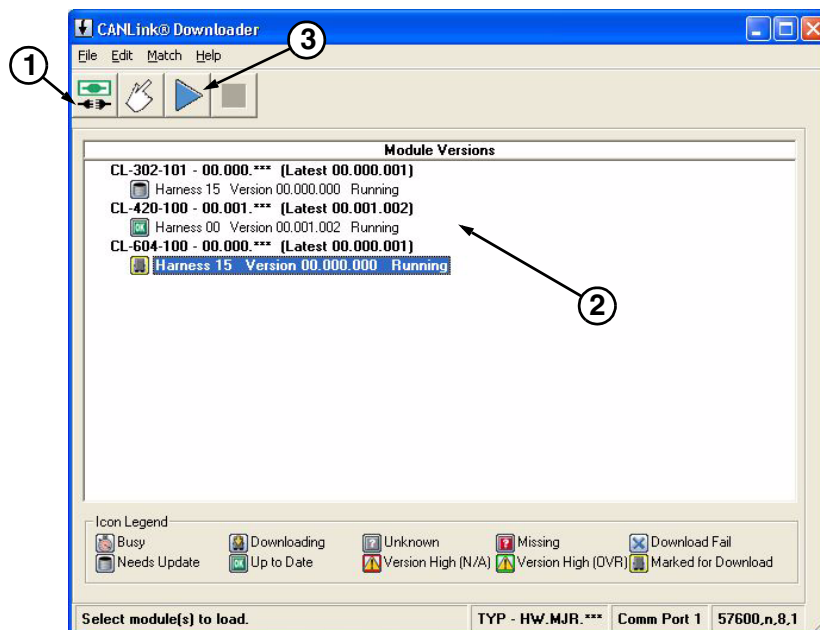 CANLink® Downloader
3
File Edit Match Help
1
Module Versions
CL-302-101 - 00.000.*** (Latest 00.000.001)
Harness 15 Version 00.000.000 Running
CL-420-100 - 00.001.*** (Latest 00.001.002)
OK Harness 00 Version 00.001.002 Running
CL-604-100 - 00.000.*** (Latest 00.000.001)
Harness 15 Version 00.000.000 Running
2
Icon Legend
Busy Downloading ? Unknown ? Missing Download Fail
Needs Update OK Up to Date Version High (N/A) Version High (OVR) Marked for Download
Select module(s) to load. TYP - HW.MJR.*** Comm Port 1 57600,n,8,1